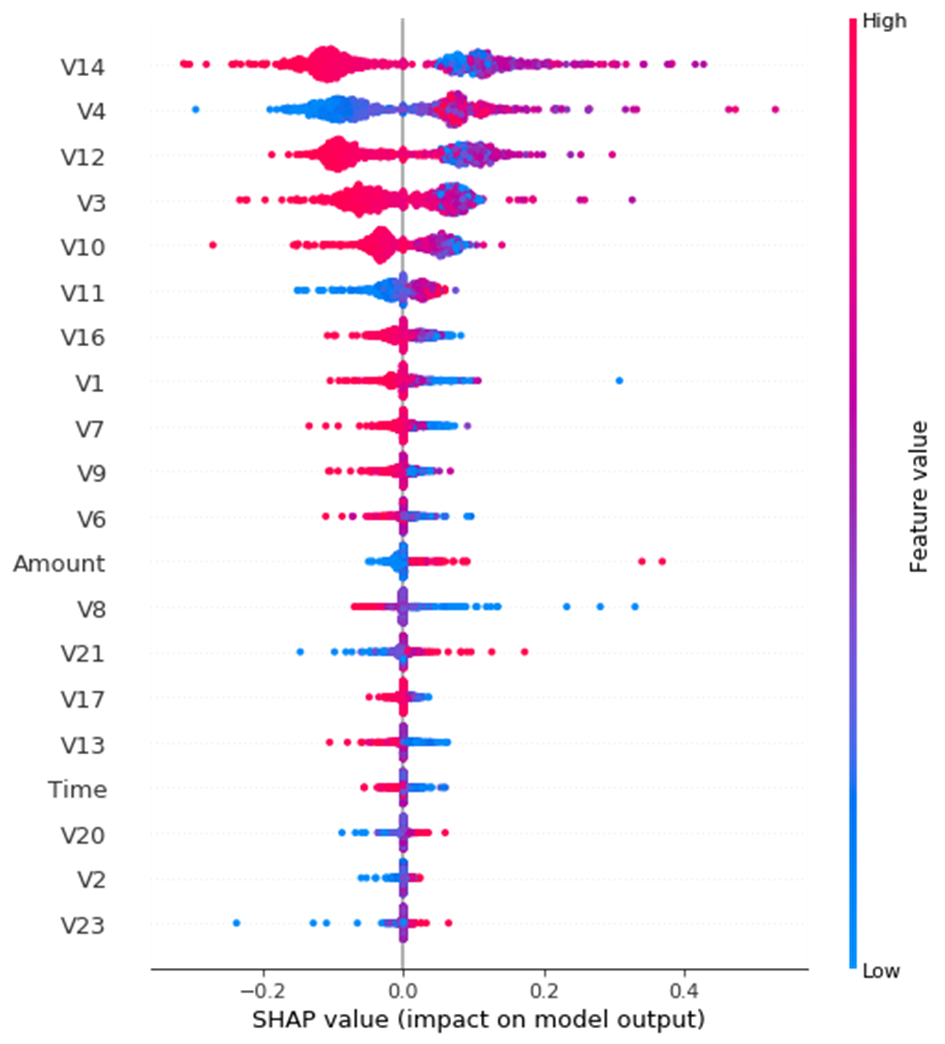 High
V14
V4
V12
V3
V10
V11
V16
V1
V7
V9
V6
Amount
V8
V21
V17
V13
Time
V20
V2
V23
Feature value
Low
−0.2 0.0 0.2 0.4
SHAP value (impact on model output)